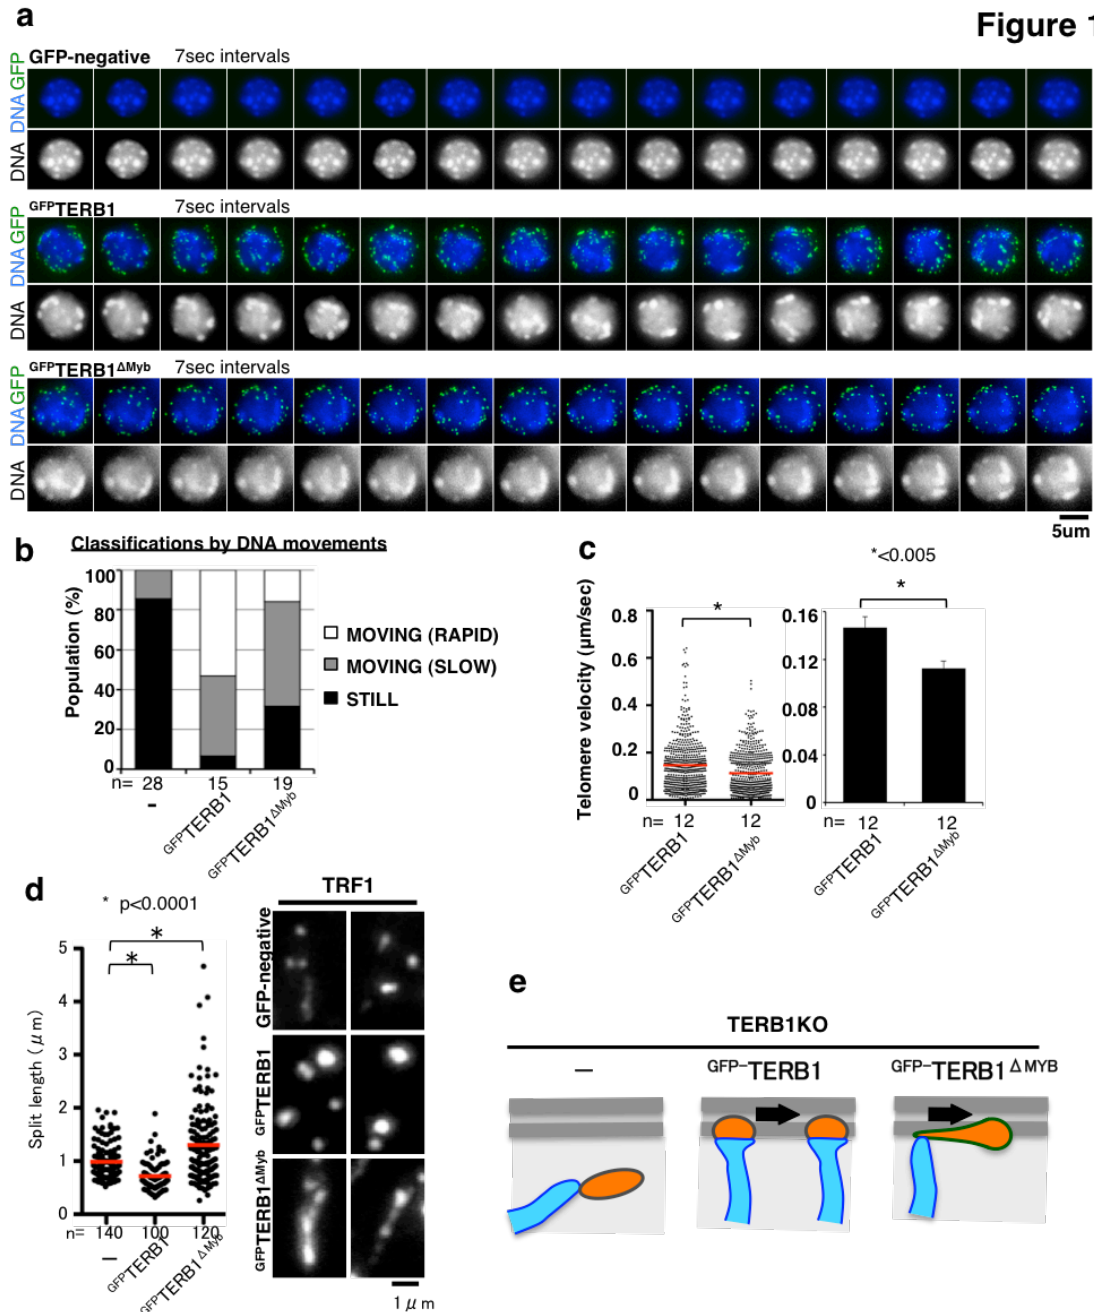 a
Figure 1
GFP-negative 7sec intervals
DNA GFP
DNA
GFPTERB1 7sec intervals
DNA GFP
DNA
GFPTERB1ΔMyb 7sec intervals
DNA GFP
DNA
5um
b
Classifications by DNA movements
Population (%)
100
80
60
40
20
0
n= 28 15 19
-
GFPTERB1
GFPTERB1ΔMyb
MOVING (RAPID)
MOVING (SLOW)
STILL
c
*<0.005
Telomere velocity (µm/sec)
0.8
0.6
0.4
0.2
0
*
n= 12 12
GFPTERB1
GFPTERB1ΔMyb
*
0.16
0.12
0.08
0.04
0
n= 12 12
GFPTERB1
GFPTERB1ΔMyb
d
* p<0.0001
Split length (μm)
5
4
3
2
1
0
*
*
n= 140 100 120
—
GFPTERB1
GFPTERB1ΔMyb
TRF1
GFP-negative
GFPTERB1
GFPTERB1ΔMyb
1μm
e
TERB1KO
—
GFP-TERB1
GFP-TERB1ΔMYB